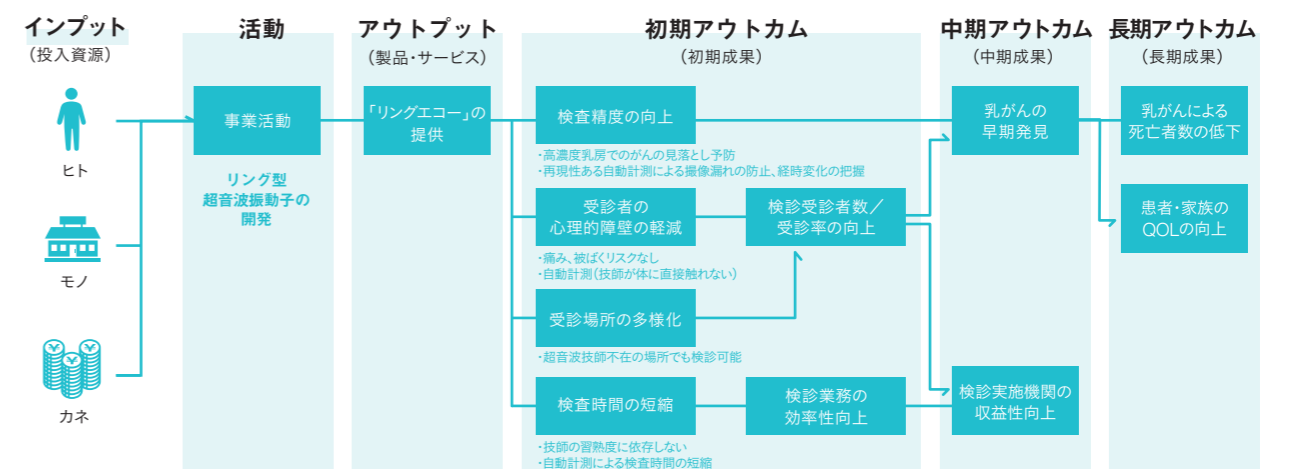 インプット
(投入資源)
ヒト
モノ
¥
¥
¥
カネ
活動
事業活動
リング型
超音波振動子の
開発
アウトプット
(製品・サービス)
「リングエコー」の
提供
初期アウトカム
(初期成果)
検査精度の向上
・高濃度乳房でのがんの見落とし予防
・再現性ある自動計測による撮像漏れの防止、経時変化の把握
受診者の
心理的障壁の軽減
・痛み、被ばくリスクなし
・自動計測(技師が体に直接触れない)
検診受診者数/
受診率の向上
受診場所の多様化
・超音波技師不在の場所でも検診可能
検査時間の短縮
・技師の習熟度に依存しない
・自動計測による検査時間の短縮
検診業務の
効率性向上
中期アウトカム
(中期成果)
乳がんの
早期発見
検診実施機関の
収益性向上
長期アウトカム
(長期成果)
乳がんによる
死亡者数の低下
患者・家族の
QOLの向上